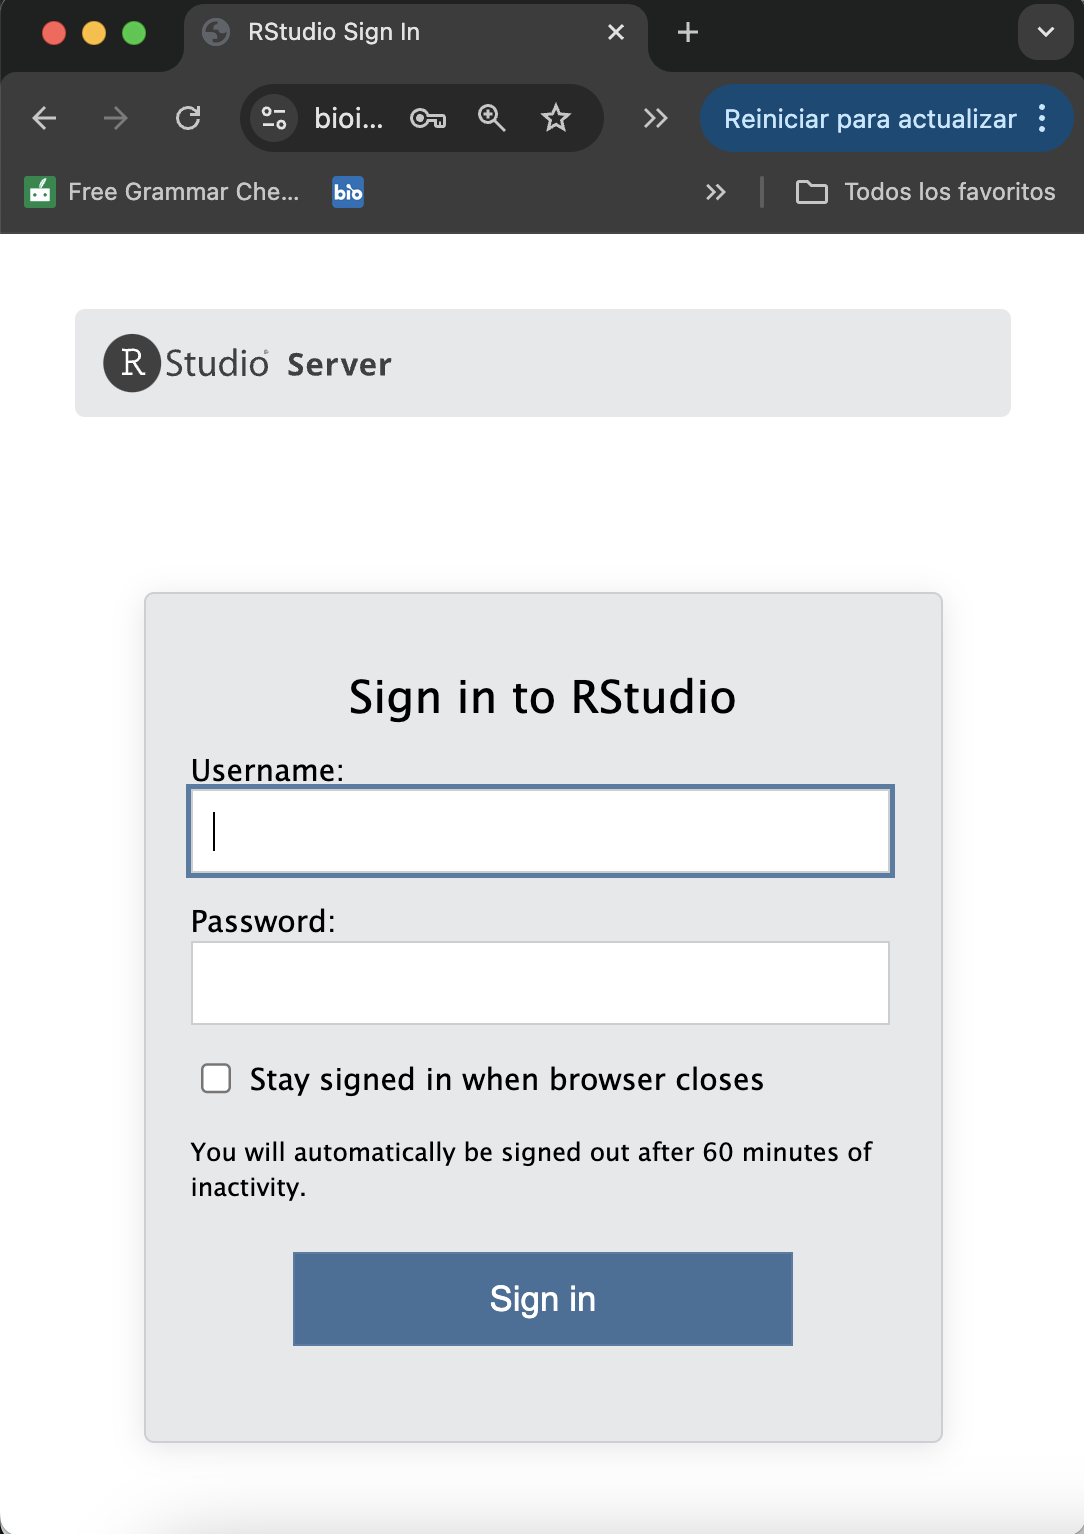 RStudio Sign In
bioi...
Reiniciar para actualizar
Free Grammar Che...
bio
Todos los favoritos
R Studio Server
Sign in to RStudio
Username:
Password:
Stay signed in when browser closes
You will automatically be signed out after 60 minutes of
inactivity.
Sign in